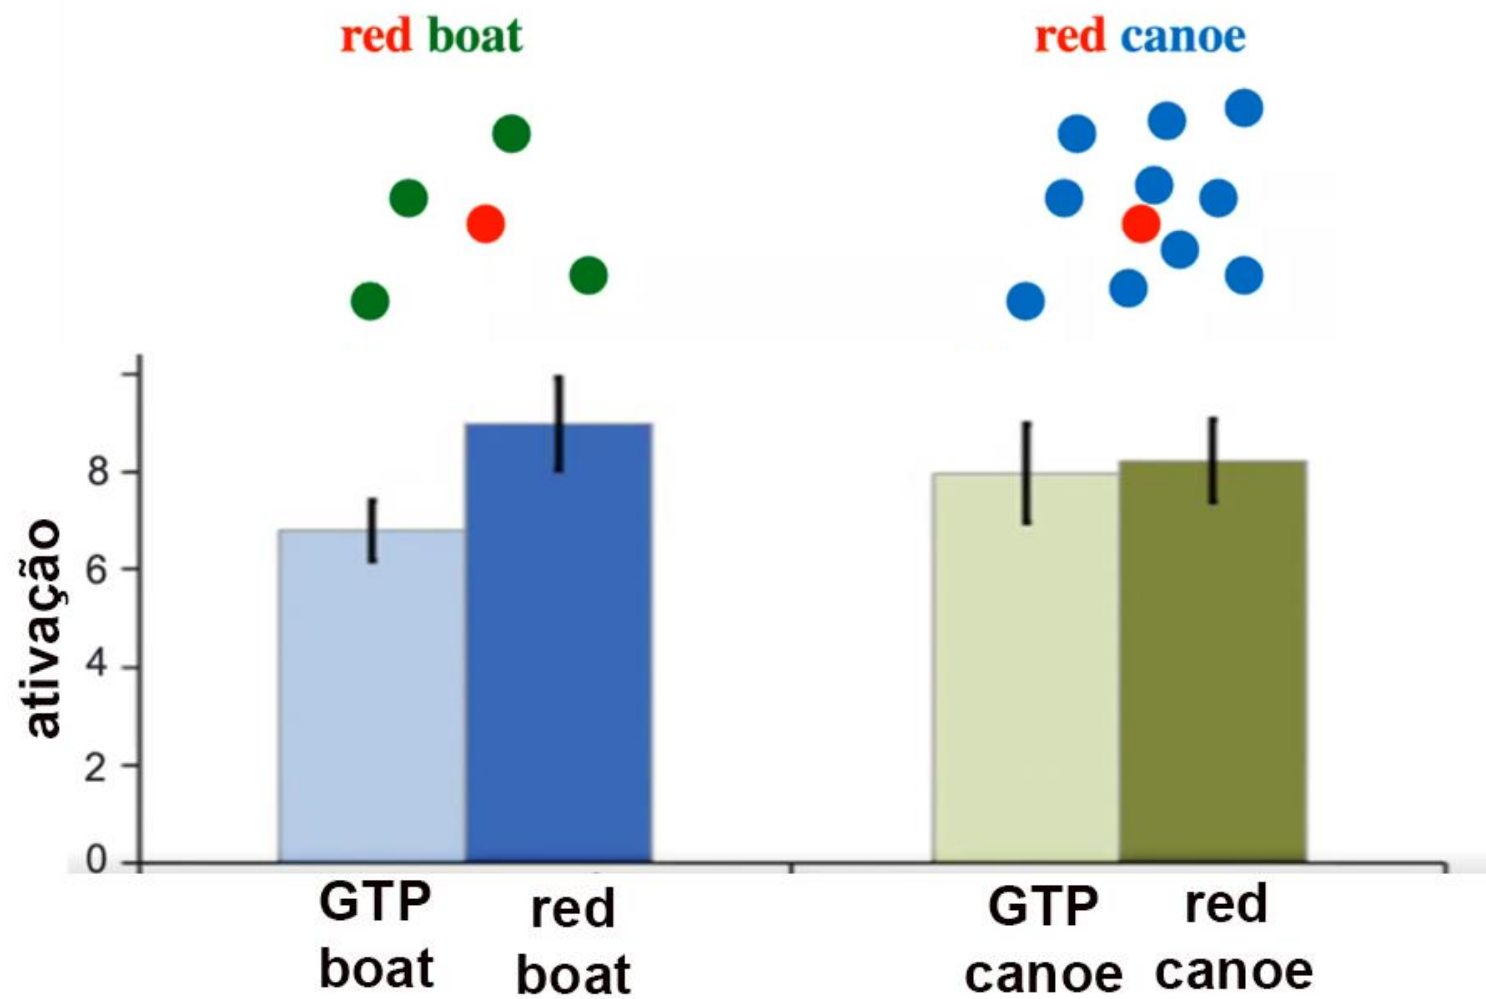 red boat
red canoe
ativação
8
6
4
2
0
GTP boat
red boat
GTP canoe
red canoe